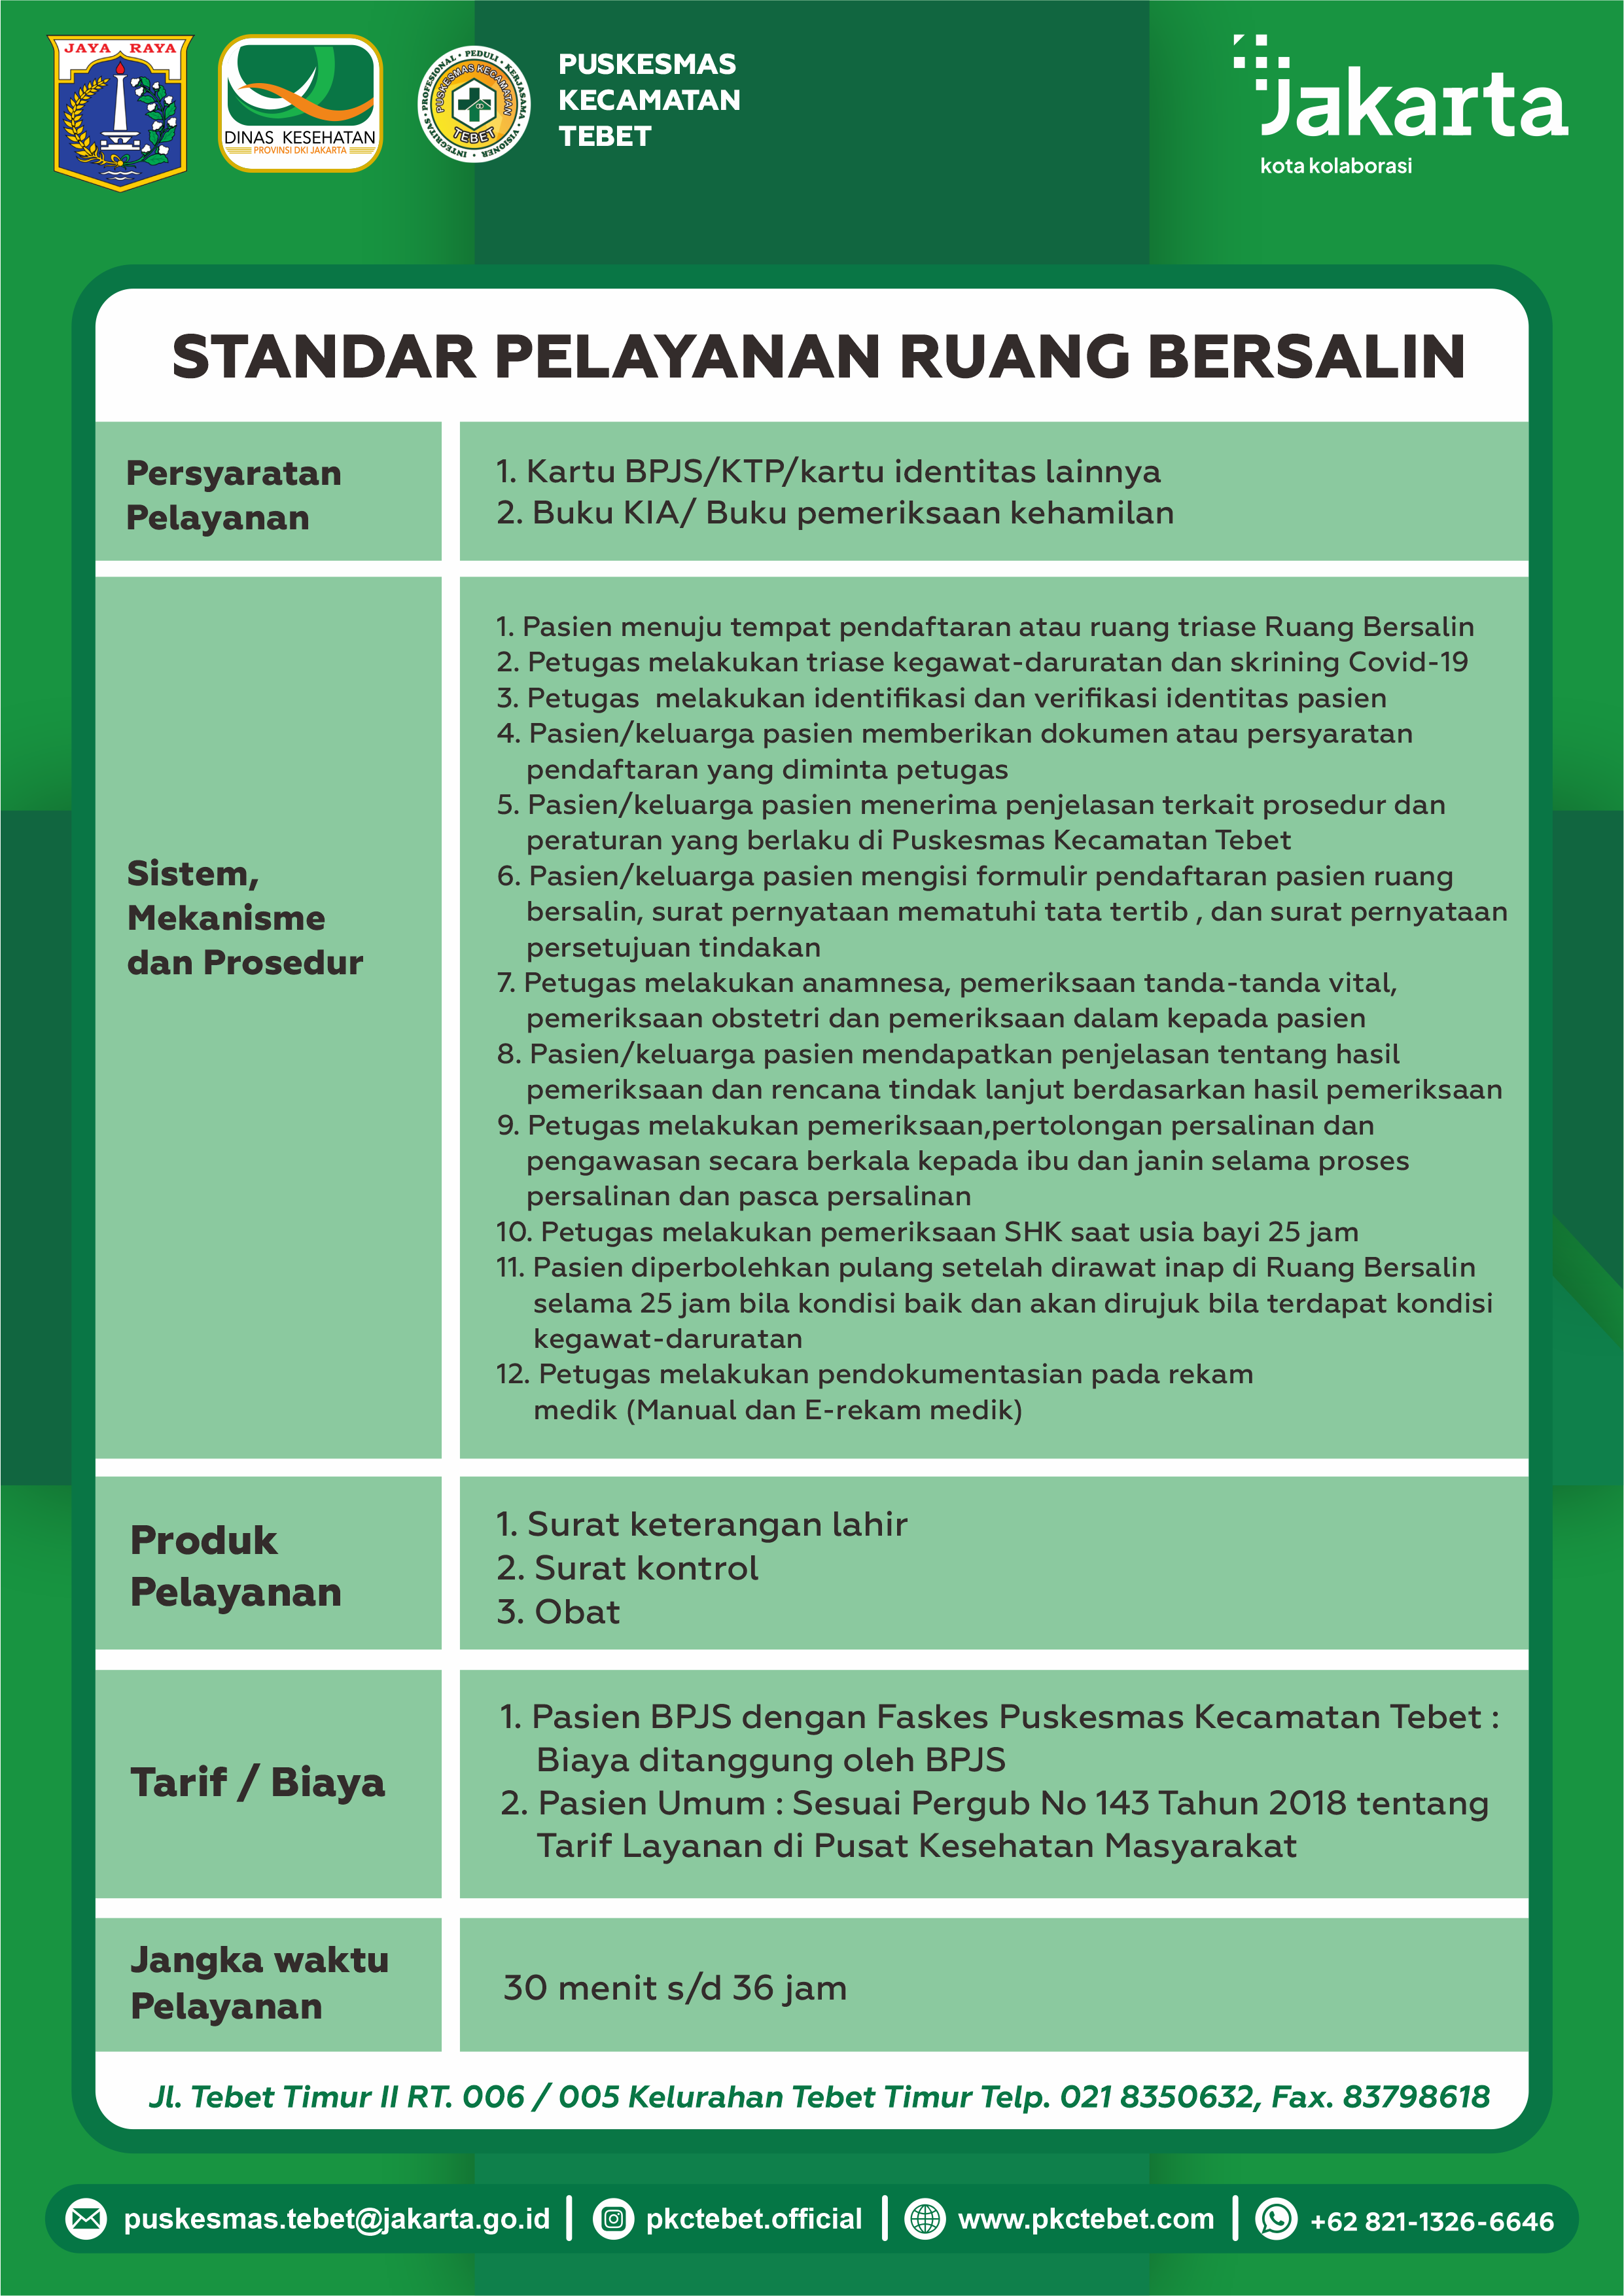 JAYA RAYA
DINAS KESEHATAN
PROVINSI DKI JAKARTA
INTEGRITAS • PROFESIONAL • PEDULI • KERJASAMA • VISIONER
PUSKESMAS KECAMATAN
TEBET
PUSKESMAS
KECAMATAN
TEBET
Jakarta
kota kolaborasi
STANDAR PELAYANAN RUANG BERSALIN
Persyaratan
Pelayanan
1. Kartu BPJS/KTP/kartu identitas lainnya
2. Buku KIA/ Buku pemeriksaan kehamilan
Sistem,
Mekanisme
dan Prosedur
1. Pasien menuju tempat pendaftaran atau ruang triase Ruang Bersalin
2. Petugas melakukan triase kegawat-daruratan dan skrining Covid-19
3. Petugas  melakukan identifikasi dan verifikasi identitas pasien
4. Pasien/keluarga pasien memberikan dokumen atau persyaratan
pendaftaran yang diminta petugas
5. Pasien/keluarga pasien menerima penjelasan terkait prosedur dan
peraturan yang berlaku di Puskesmas Kecamatan Tebet
6. Pasien/keluarga pasien mengisi formulir pendaftaran pasien ruang
bersalin, surat pernyataan mematuhi tata tertib , dan surat pernyataan
persetujuan tindakan
7. Petugas melakukan anamnesa, pemeriksaan tanda-tanda vital,
pemeriksaan obstetri dan pemeriksaan dalam kepada pasien
8. Pasien/keluarga pasien mendapatkan penjelasan tentang hasil
pemeriksaan dan rencana tindak lanjut berdasarkan hasil pemeriksaan
9. Petugas melakukan pemeriksaan,pertolongan persalinan dan
pengawasan secara berkala kepada ibu dan janin selama proses
persalinan dan pasca persalinan
10. Petugas melakukan pemeriksaan SHK saat usia bayi 25 jam
11. Pasien diperbolehkan pulang setelah dirawat inap di Ruang Bersalin
selama 25 jam bila kondisi baik dan akan dirujuk bila terdapat kondisi
kegawat-daruratan
12. Petugas melakukan pendokumentasian pada rekam
medik (Manual dan E-rekam medik)
Produk
Pelayanan
1. Surat keterangan lahir
2. Surat kontrol
3. Obat
Tarif / Biaya
1. Pasien BPJS dengan Faskes Puskesmas Kecamatan Tebet :
Biaya ditanggung oleh BPJS
2. Pasien Umum : Sesuai Pergub No 143 Tahun 2018 tentang
Tarif Layanan di Pusat Kesehatan Masyarakat
Jangka waktu
Pelayanan
30 menit s/d 36 jam
Jl. Tebet Timur II RT. 006 / 005 Kelurahan Tebet Timur Telp. 021 8350632, Fax. 83798618
puskesmas.tebet@jakarta.go.id | pkctebet.official | www.pkctebet.com | +62 821-1326-6646